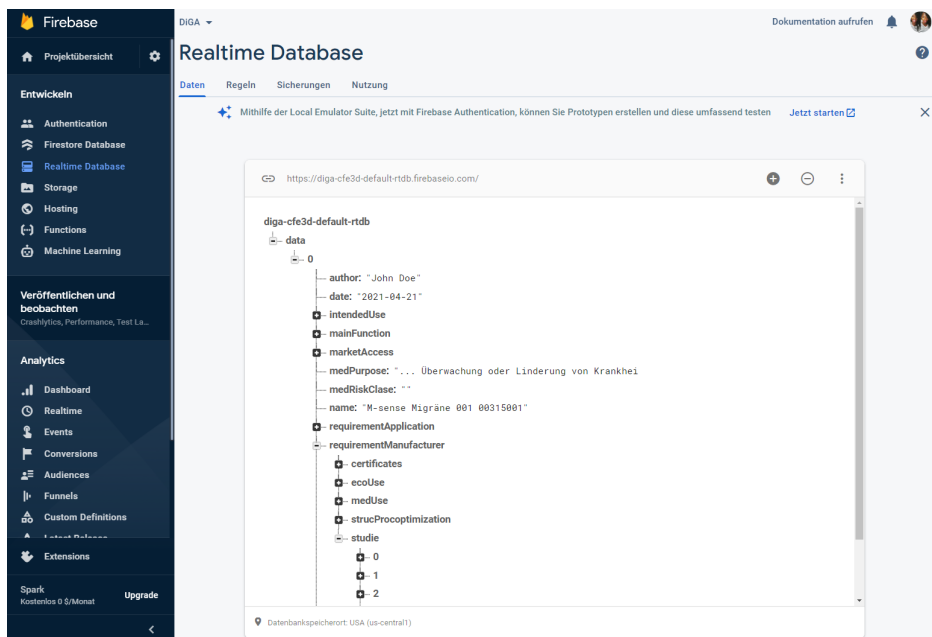 Firebase
DiGA
Dokumentation aufrufen
Projektübersicht
Realtime Database
Daten
Regeln
Sicherungen
Nutzung
Entwickeln
Mithilfe der Local Emulator Suite, jetzt mit Firebase Authentication, können Sie Prototypen erstellen und diese umfassend testen
Jetzt starten
Authentication
Firestore Database
Realtime Database
Storage
Hosting
Functions
Machine Learning
Veröffentlichen und
beobachten
Crashlytics, Performance, Test La...
Analytics
Dashboard
Realtime
Events
Conversions
Audiences
Funnels
Custom Definitions
Latest Release
Extensions
Spark
Kostenlos 0 $/Monat
Upgrade
https://diga-cfe3d-default-rtdb.firebaseio.com/
diga-cfe3d-default-rtdb
data
0
author: "John Doe"
date: "2021-04-21"
intendedUse
mainFunction
marketAccess
medPurpose: "... Überwachung oder Linderung von Krankhei
medRiskClase: ""
name: "M-sense Migräne 001 00315001"
requirementApplication
requirementManufacturer
certificates
ecoUse
medUse
strucProcoptimization
studie
0
1
2
Datenbankspeicherort: USA (us-central1)